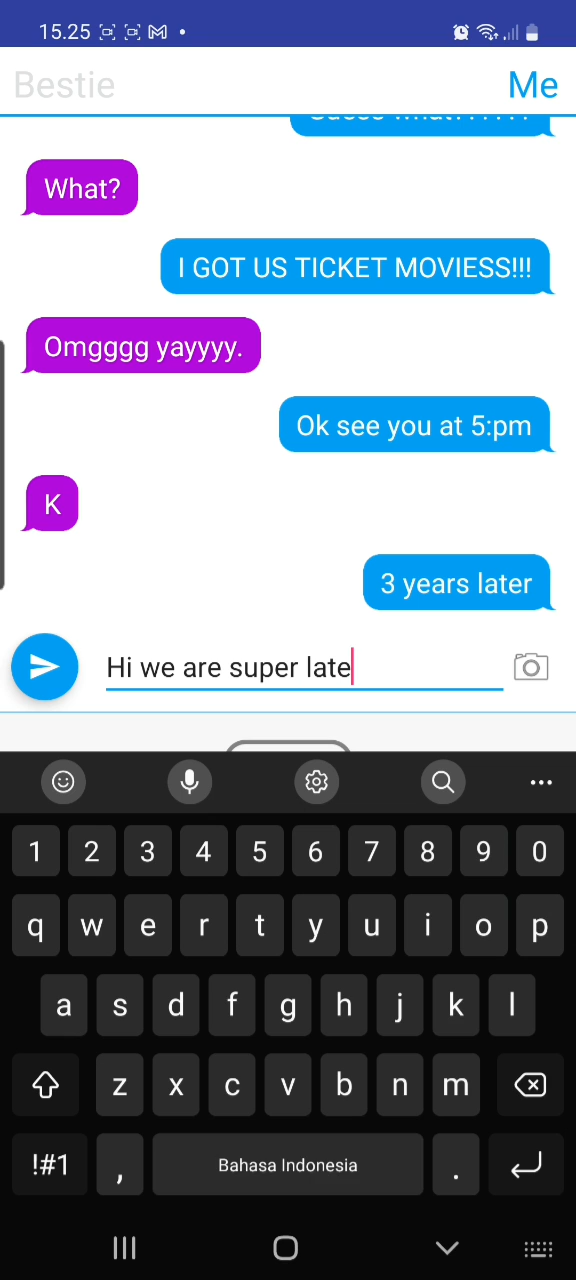 15.25
Bestie
Me
What?
I GOT US TICKET MOVIESS!!!
Omgggg yayyyy.
Ok see you at 5:pm
K
3 years later
Hi we are super late
1 2 3 4 5 6 7 8 9 0
q w e r t y u i o p
a s d f g h j k l
z x c v b n m
!#1 , Bahasa Indonesia .